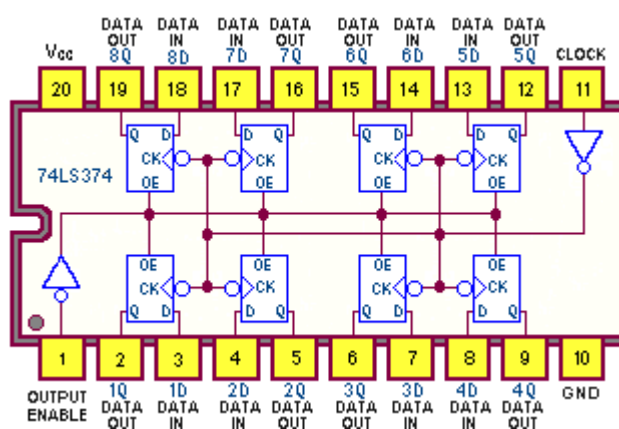 DATA OUT DATA IN DATA IN DATA OUT DATA OUT DATA IN DATA IN DATA OUT
Vcc 8Q 8D 7D 7Q 6Q 6D 5D 5Q CLOCK
20 19 18 17 16 15 14 13 12 11
Q D D Q Q D D Q
CK CK CK CK
74LS374
OE OE OE OE
OE OE OE OE
CK CK CK CK
Q D D Q Q D D Q
1 2 3 4 5 6 7 8 9 10
1Q 1D 2D 2Q 3Q 3D 4D 4Q GND
OUTPUT ENABLE DATA OUT DATA IN DATA IN DATA OUT DATA OUT DATA IN DATA IN DATA OUT